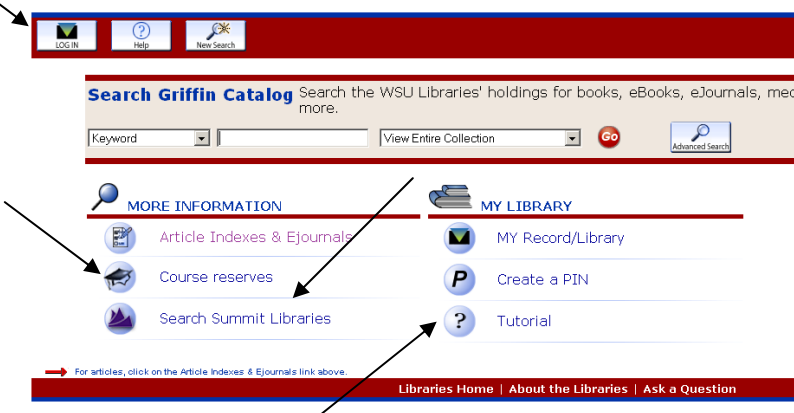 LOG IN Help New Search
Search Griffin Catalog Search the WSU Libraries' holdings for books, eBooks, eJournals,
more.
Keyword View Entire Collection Go Advanced Search
MORE INFORMATION MY LIBRARY
Article Indexes & Ejournals MY Record/Library
Course reserves P Create a PIN
Search Summit Libraries ? Tutorial
For articles, click on the Article Indexes & Ejournals link above.
Libraries Home | About the Libraries | Ask a Question